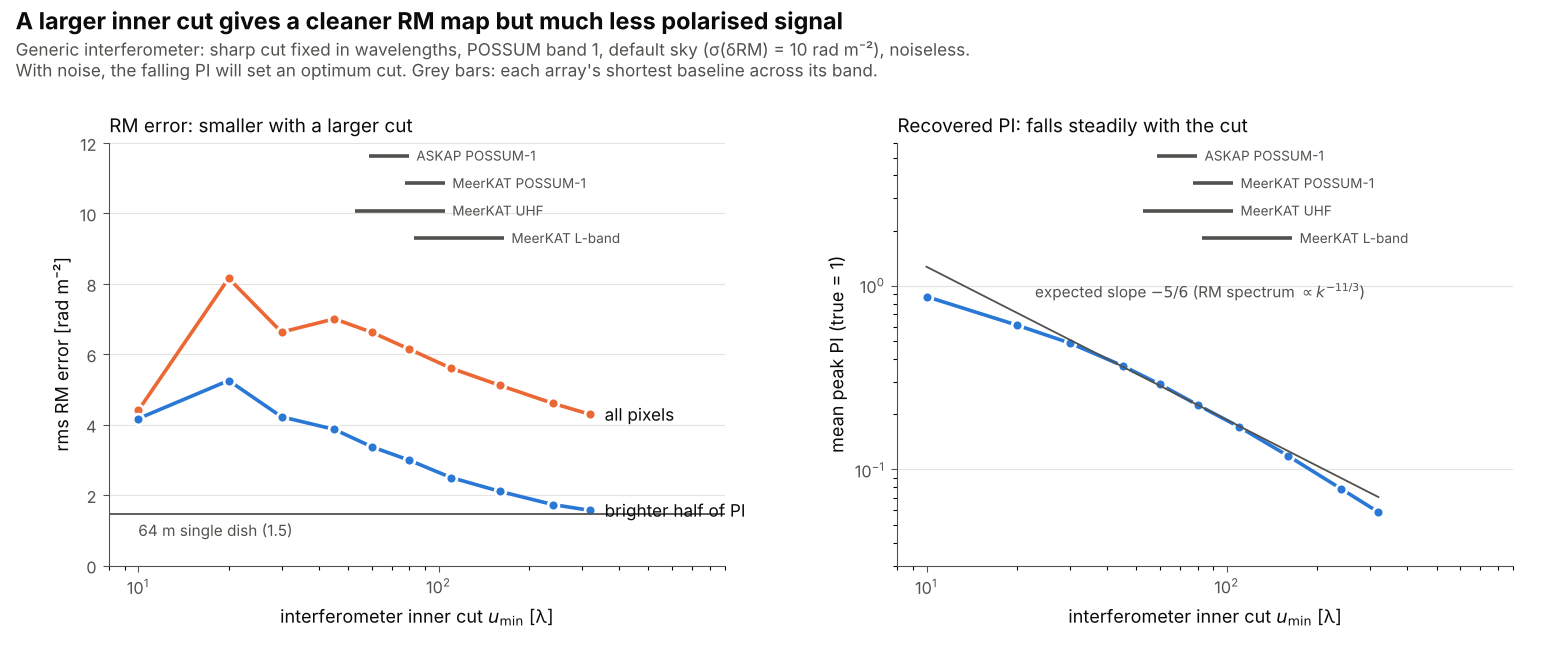 A larger inner cut gives a cleaner RM map but much less polarised signal
Generic interferometer: sharp cut fixed in wavelengths, POSSUM band 1, default sky (σ(δRM) = 10 rad m⁻²), noiseless.
With noise, the falling PI will set an optimum cut. Grey bars: each array's shortest baseline across its band.
RM error: smaller with a larger cut
12
10
8
6
4
2
0
rms RM error [rad m⁻²]
ASKAP POSSUM-1
MeerKAT POSSUM-1
MeerKAT UHF
MeerKAT L-band
all pixels
brighter half of PI
64 m single dish (1.5)
10¹
10²
interferometer inner cut uₘᵢₙ [λ]
Recovered PI: falls steadily with the cut
10⁰
10⁻¹
mean peak PI (true = 1)
ASKAP POSSUM-1
MeerKAT POSSUM-1
MeerKAT UHF
MeerKAT L-band
expected slope −5/6 (RM spectrum ∝ k⁻¹¹ᐟ³)
10¹
10²
interferometer inner cut uₘᵢₙ [λ]